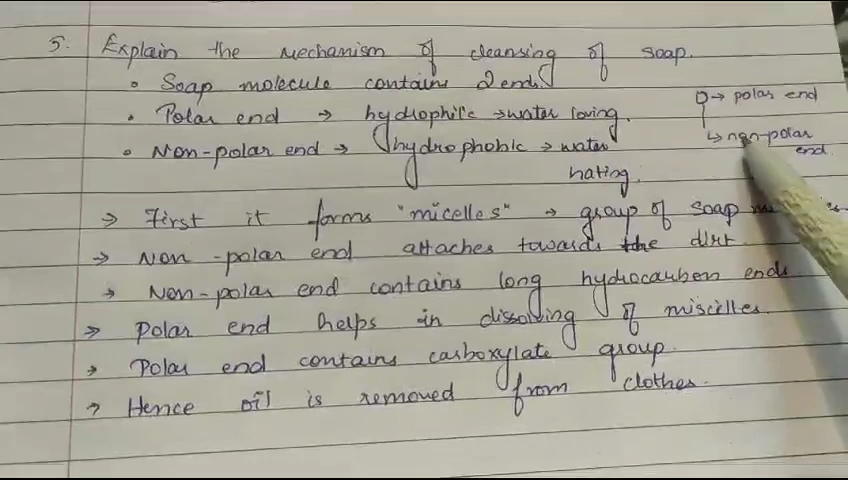 5. Explain the mechanism of cleansing of soap.
• Soap molecule contains 2 ends.
• Polar end → hydrophilic → water loving.
• Non-polar end → hydrophobic → water hating.
→ polar end
↳ non-polar end.
→ First it forms "micelles" → group of soap
→ Non-polar end attaches towards the dirt.
→ Non-polar end contains long hydrocarbon ends
→ Polar end helps in dissolving of miscelles.
→ Polar end contains carboxylate group.
→ Hence oil is removed from clothes.